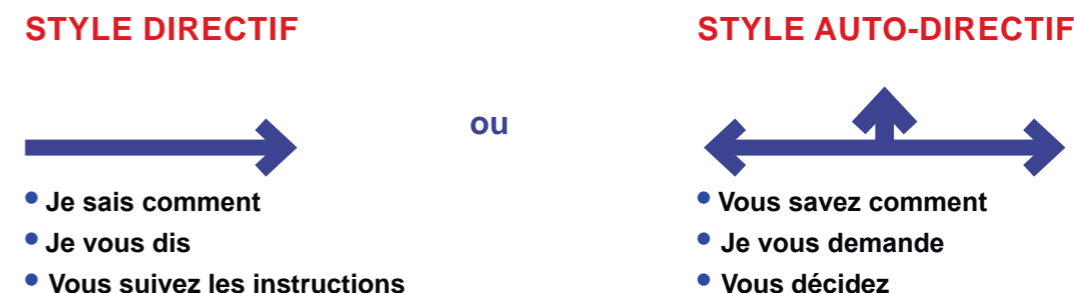 STYLE DIRECTIF
ou
STYLE AUTO-DIRECTIF
• Je sais comment
• Je vous dis
• Vous suivez les instructions
• Vous savez comment
• Je vous demande
• Vous décidez